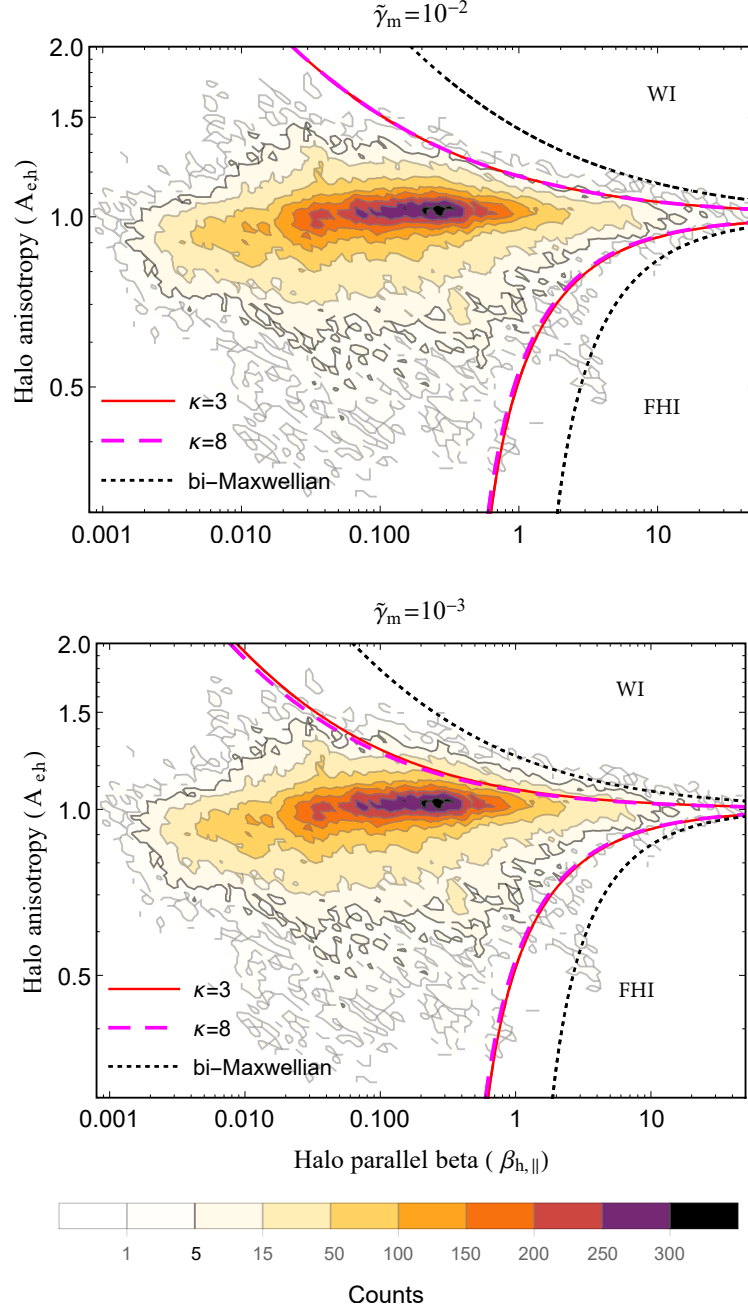 γ̃ₘ=10⁻²
2.0
WI
1.5
Halo anisotropy ( A e,h)
1.0
0.5
κ=3
FHI
κ=8
bi−Maxwellian
0.001 0.010 0.100 1 10
γ̃ₘ=10⁻³
2.0
WI
1.5
Halo anisotropy ( A e,h)
1.0
0.5
κ=3
FHI
κ=8
bi−Maxwellian
0.001 0.010 0.100 1 10
Halo parallel beta ( βh,∥)
1 5 15 50 100 150 200 250 300
Counts